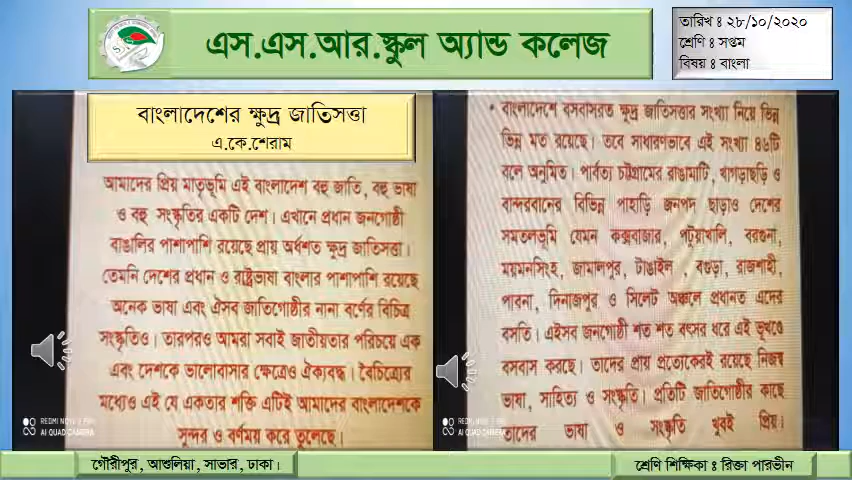 এস.এস.আর.স্কুল অ্যান্ড কলেজ
তারিখ ঃ ২৮/১০/২০২০
শ্রেণি ঃ সপ্তম
বিষয় ঃ বাংলা
বাংলাদেশের ক্ষুদ্র জাতিসত্তা
এ.কে.শেরাম
আমাদের প্রিয় মাতৃভূমি এই বাংলাদেশ বহু জাতি, বহু ভাষা
ও বহু সংস্কৃতির একটি দেশ। এখানে প্রধান জনগোষ্ঠী
বাঙালির পাশাপাশি রয়েছে প্রায় অর্ধশত ক্ষুদ্র জাতিসত্তা।
তেমনি দেশের প্রধান ও রাষ্ট্রভাষা বাংলার পাশাপাশি রয়েছে
অনেক ভাষা এবং ঐসব জাতিগোষ্ঠীর নানা বর্ণের বিচিত্র
সংস্কৃতিও। তারপরও আমরা সবাই জাতীয়তার পরিচয়ে এক
এবং দেশকে ভালোবাসার ক্ষেত্রেও ঐক্যবদ্ধ। বৈচিত্র্যের
মধ্যেও এই যে একতার শক্তি এটিই আমাদের বাংলাদেশকে
সুন্দর ও বর্ণময় করে তুলেছে।
REDMI NOTE
AI QUAD CAMERA
• বাংলাদেশে বসবাসরত ক্ষুদ্র জাতিসত্তার সংখ্যা নিয়ে ভিন্ন
ভিন্ন মত রয়েছে। তবে সাধারণভাবে এই সংখ্যা ৪৬টি
বলে অনুমিত। পার্বত্য চট্টগ্রামের রাঙামাটি, খাগড়াছড়ি ও
বান্দরবানের বিভিন্ন পাহাড়ি জনপদ ছাড়াও দেশের
সমতলভূমি যেমন কক্সবাজার, পটুয়াখালি, বরগুনা,
ময়মনসিংহ, জামালপুর, টাঙাইল , বগুড়া, রাজশাহী,
পাবনা, দিনাজপুর ও সিলেট অঞ্চলে প্রধানত এদের
বসতি। এইসব জনগোষ্ঠী শত শত বৎসর ধরে এই ভূখণ্ডে
বসবাস করছে। তাদের প্রায় প্রত্যেকেরই রয়েছে নিজস্ব
ভাষা, সাহিত্য ও সংস্কৃতি। প্রতিটি জাতিগোষ্ঠীর কাছে
তাদের ভাষা ও সংস্কৃতি খুবই প্রিয়।
REDMI NOTE
AI QUAD CAMERA
গৌরীপুর, আশুলিয়া, সাভার, ঢাকা।
শ্রেণি শিক্ষিকা ঃ রিক্তা পারভীন